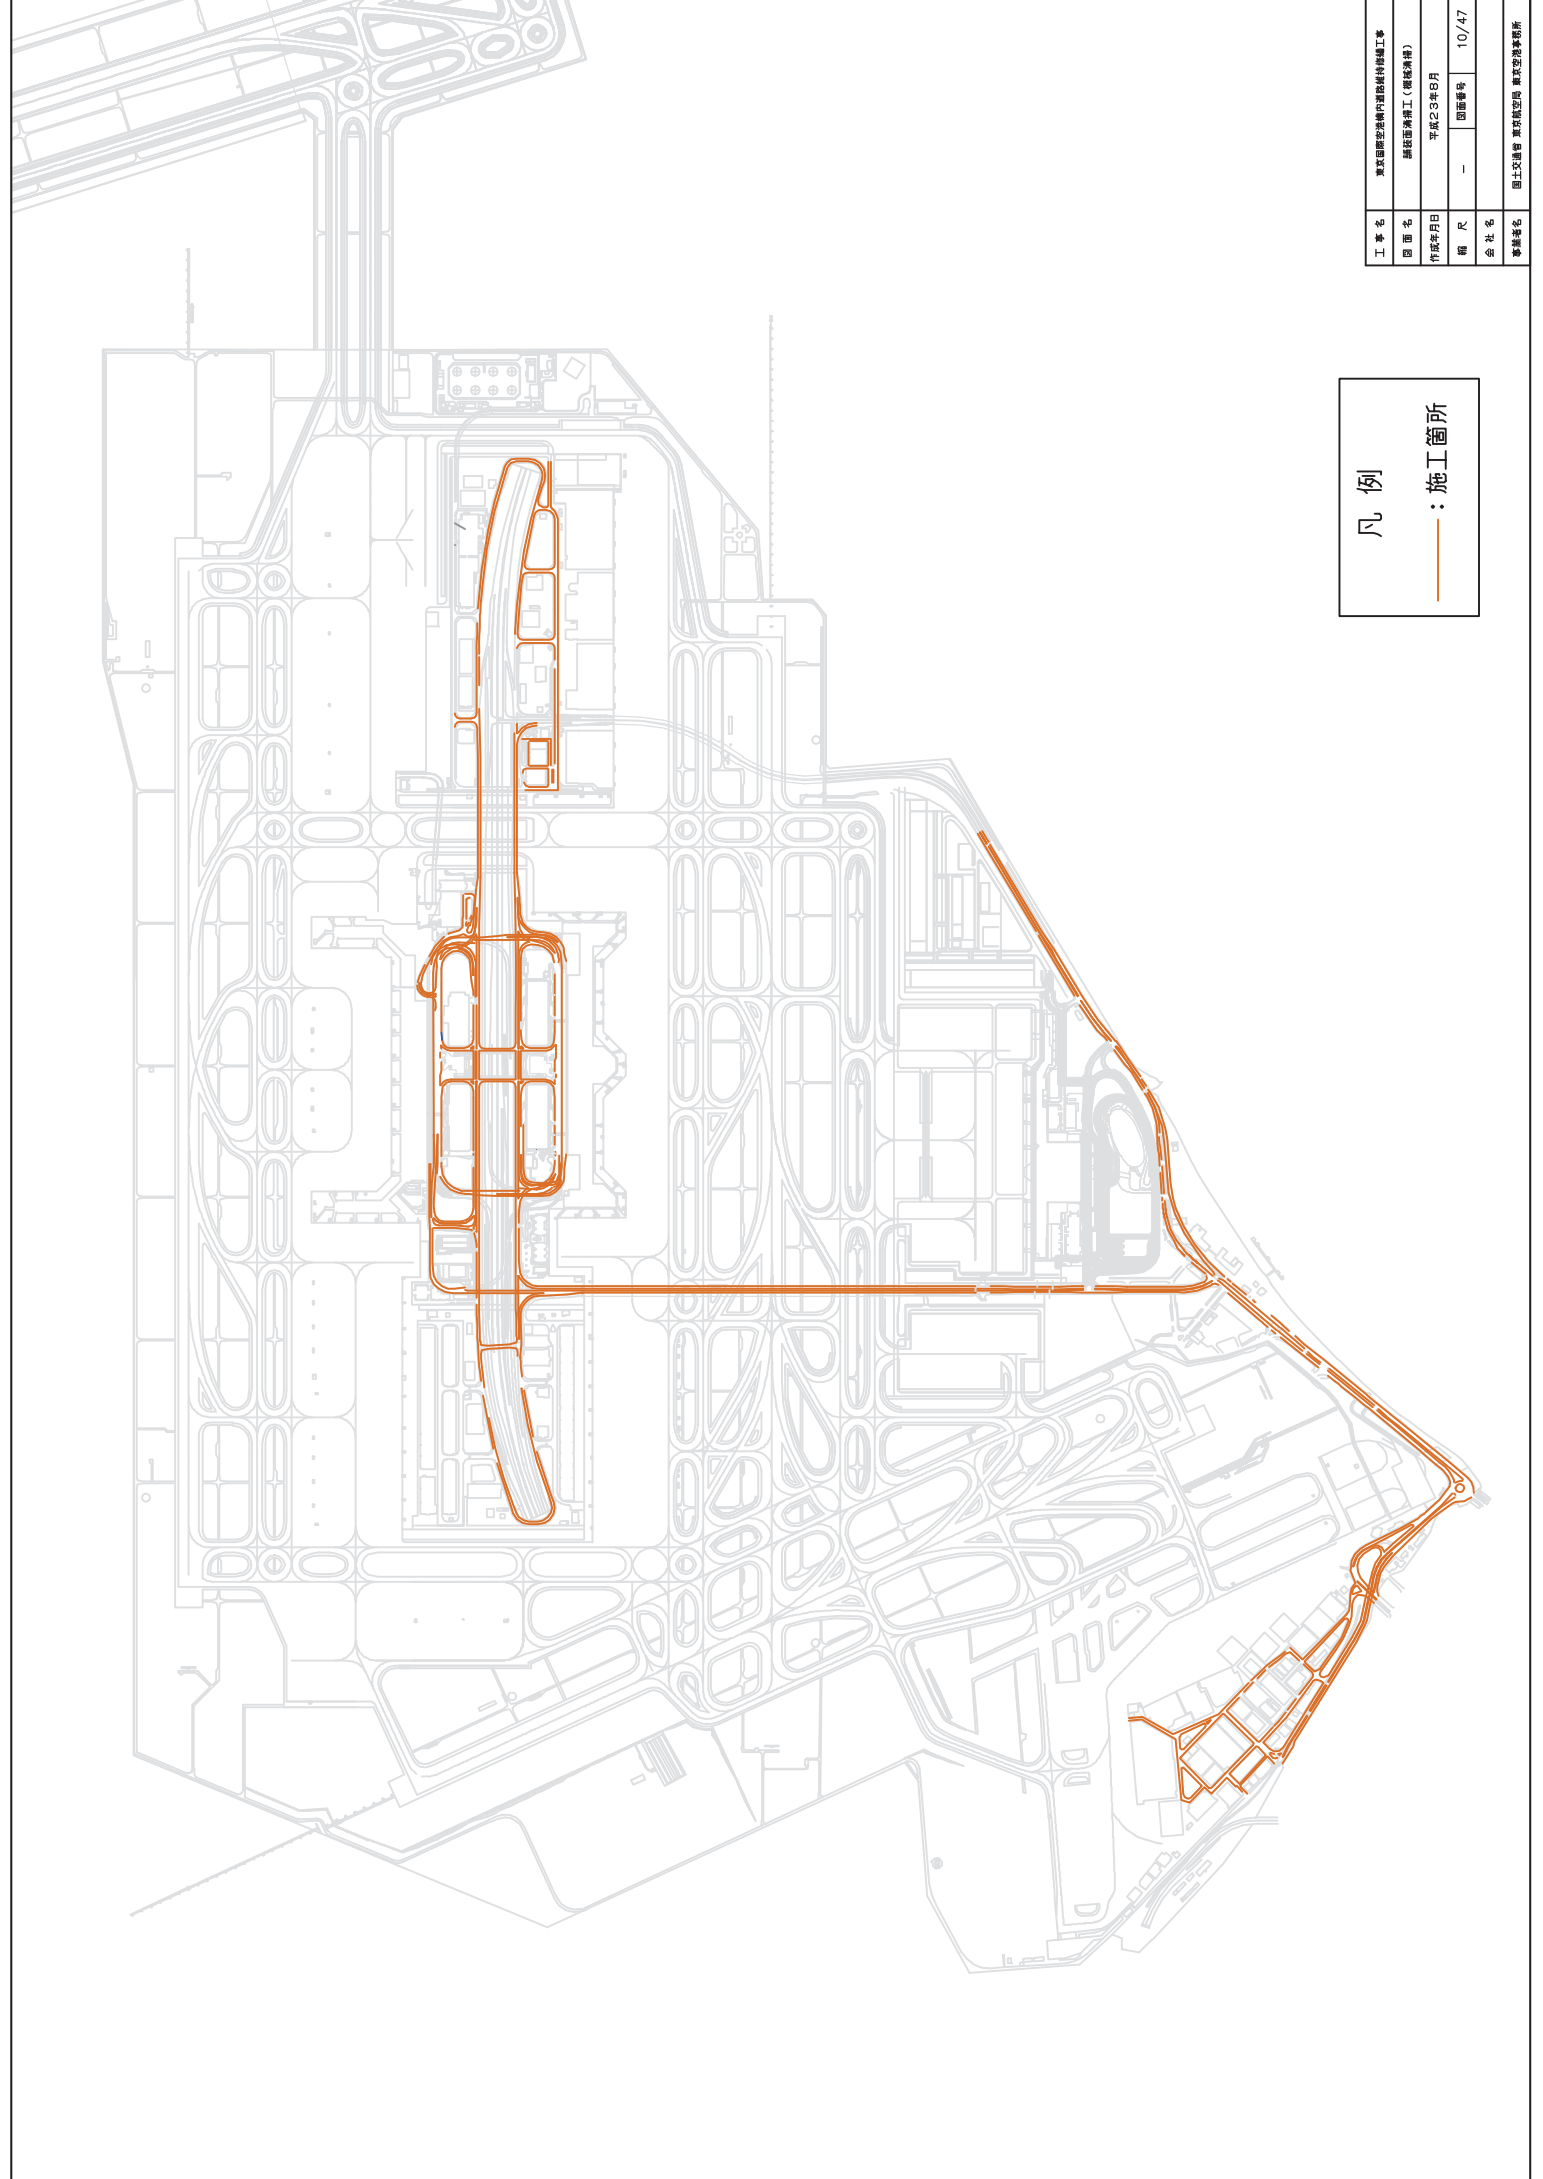 凡 例
:施工箇所
工 事 名 東京国際空港構内道路維持修繕工事
図 面 名 舗装面清掃工(機械清掃)
作成年月日 平成23年8月
縮 尺 － 図面番号 10/47
会 社 名
事業者名 国土交通省 東京航空局 東京空港事務所